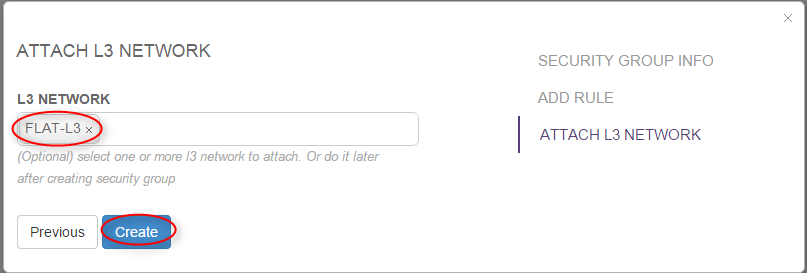 ATTACH L3 NETWORK
L3 NETWORK
FLAT-L3 ×
(Optional) select one or more l3 network to attach. Or do it later
after creating security group
Previous
Create
SECURITY GROUP INFO
ADD RULE
ATTACH L3 NETWORK